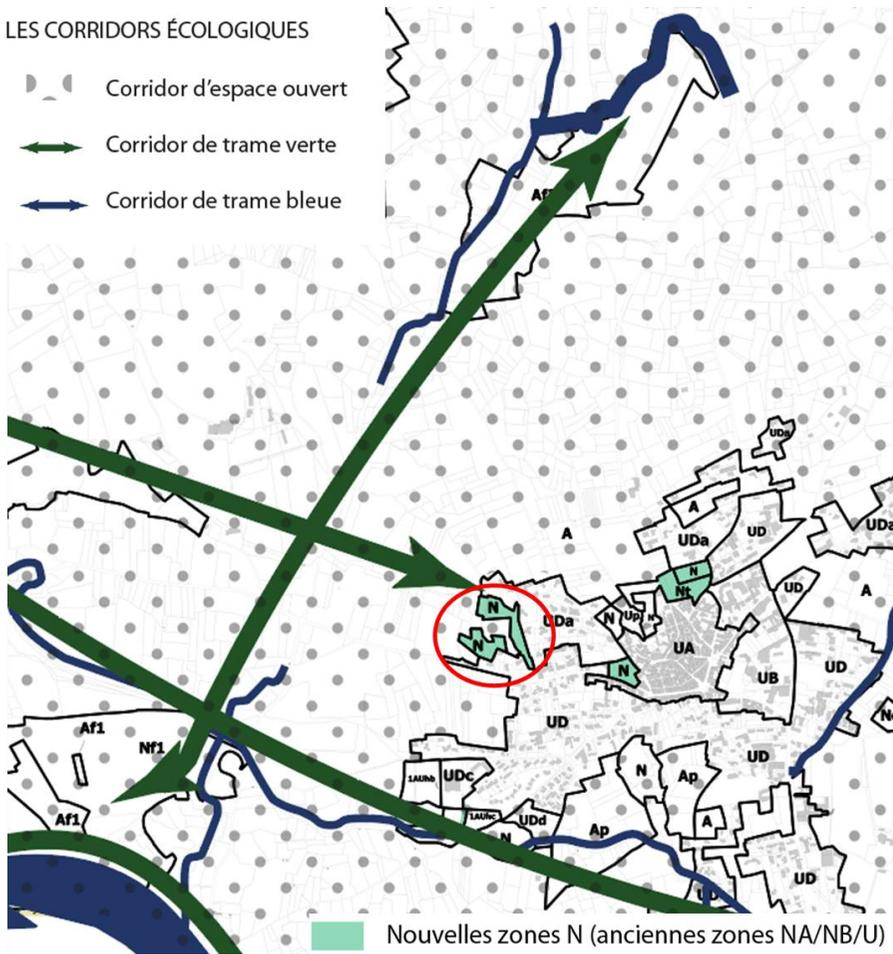 LES CORRIDORS ÉCOLOGIQUES
Corridor d'espace ouvert
Corridor de trame verte
Corridor de trame bleue
UDa
A
UDa
UD
UDa
A
N
Nt
UD
A
N
UDa
N
Up
N
N
UA
N
UB
UD
UD
Af1
Nf1
UD
N
Ap
1AUhb
UDc
Af1
1AUhc
UDd
N
Ap
A
UD
UD
Nouvelles zones N (anciennes zones NA/NB/U)